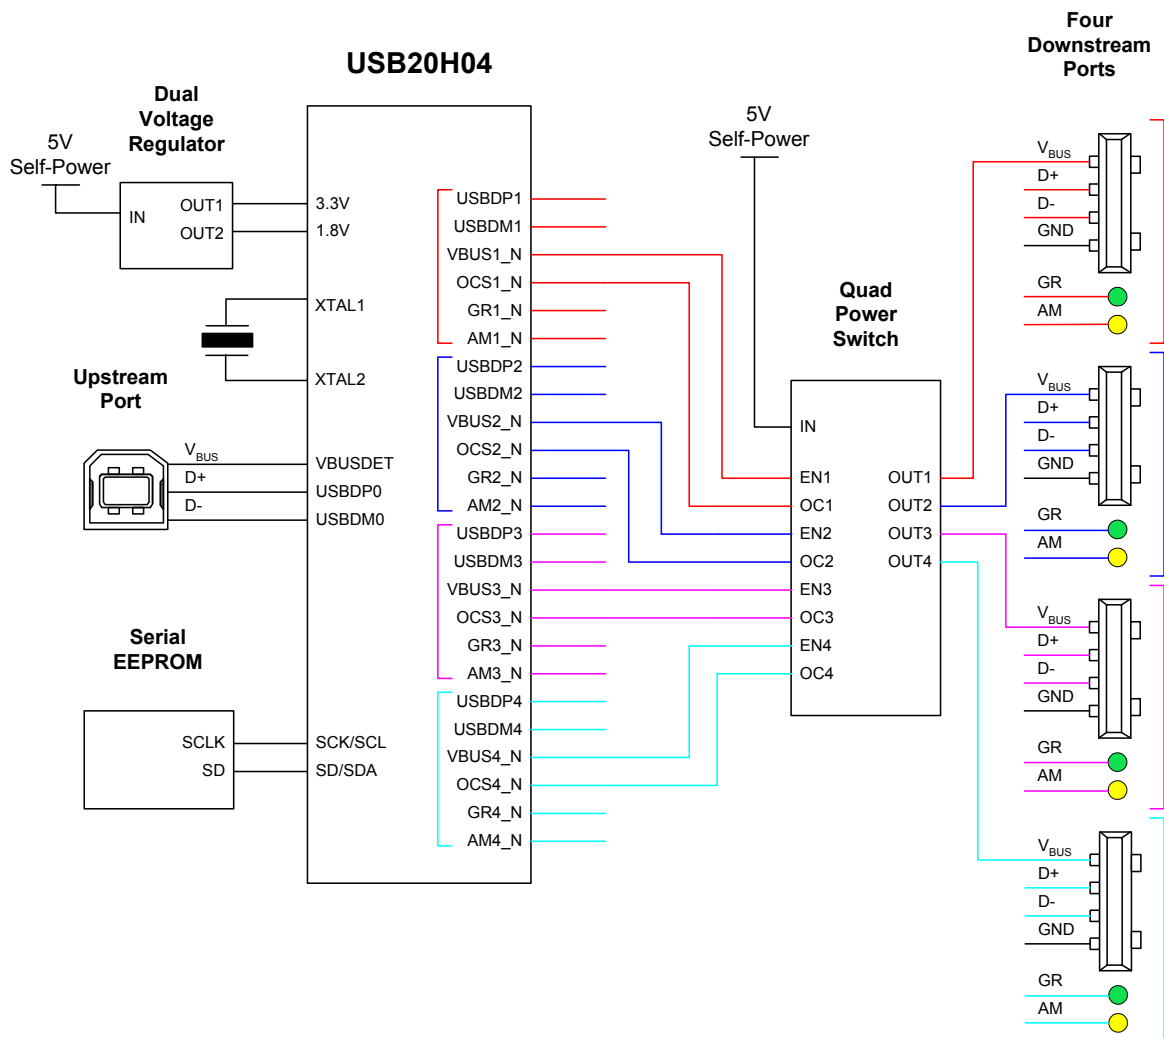 USB20H04
Dual
Voltage
Regulator
5V
Self-Power
IN
OUT1
OUT2
3.3V
1.8V
XTAL1
XTAL2
Upstream
Port
VBUS
D+
D-
VBUSDET
USBDP0
USBDM0
Serial
EEPROM
SCLK
SD
SCK/SCL
SD/SDA
USBDP1
USBDM1
VBUS1_N
OCS1_N
GR1_N
AM1_N
USBDP2
USBDM2
VBUS2_N
OCS2_N
GR2_N
AM2_N
USBDP3
USBDM3
VBUS3_N
OCS3_N
GR3_N
AM3_N
USBDP4
USBDM4
VBUS4_N
OCS4_N
GR4_N
AM4_N
5V
Self-Power
Quad
Power
Switch
IN
EN1
OC1
EN2
OC2
EN3
OC3
EN4
OC4
OUT1
OUT2
OUT3
OUT4
Four
Downstream
Ports
VBUS
D+
D-
GND
GR
AM
VBUS
D+
D-
GND
GR
AM
VBUS
D+
D-
GND
GR
AM
VBUS
D+
D-
GND
GR
AM